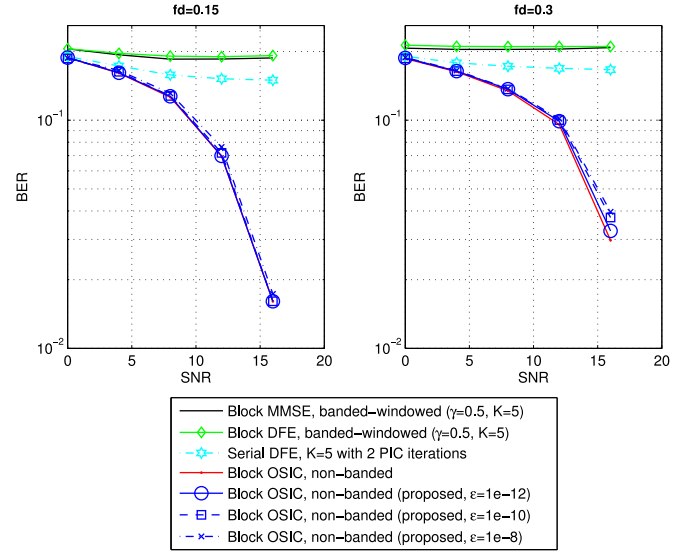 fd=0.15
fd=0.3
BER
10⁻¹
10⁻²
0 5 10 15 20
SNR
BER
10⁻¹
10⁻²
0 5 10 15 20
SNR
Block MMSE, banded−windowed (γ=0.5, K=5)
Block DFE, banded−windowed (γ=0.5, K=5)
Serial DFE, K=5 with 2 PIC iterations
Block OSIC, non−banded
Block OSIC, non−banded (proposed, ε=1e−12)
Block OSIC, non−banded (proposed, ε=1e−10)
Block OSIC, non−banded (proposed, ε=1e−8)